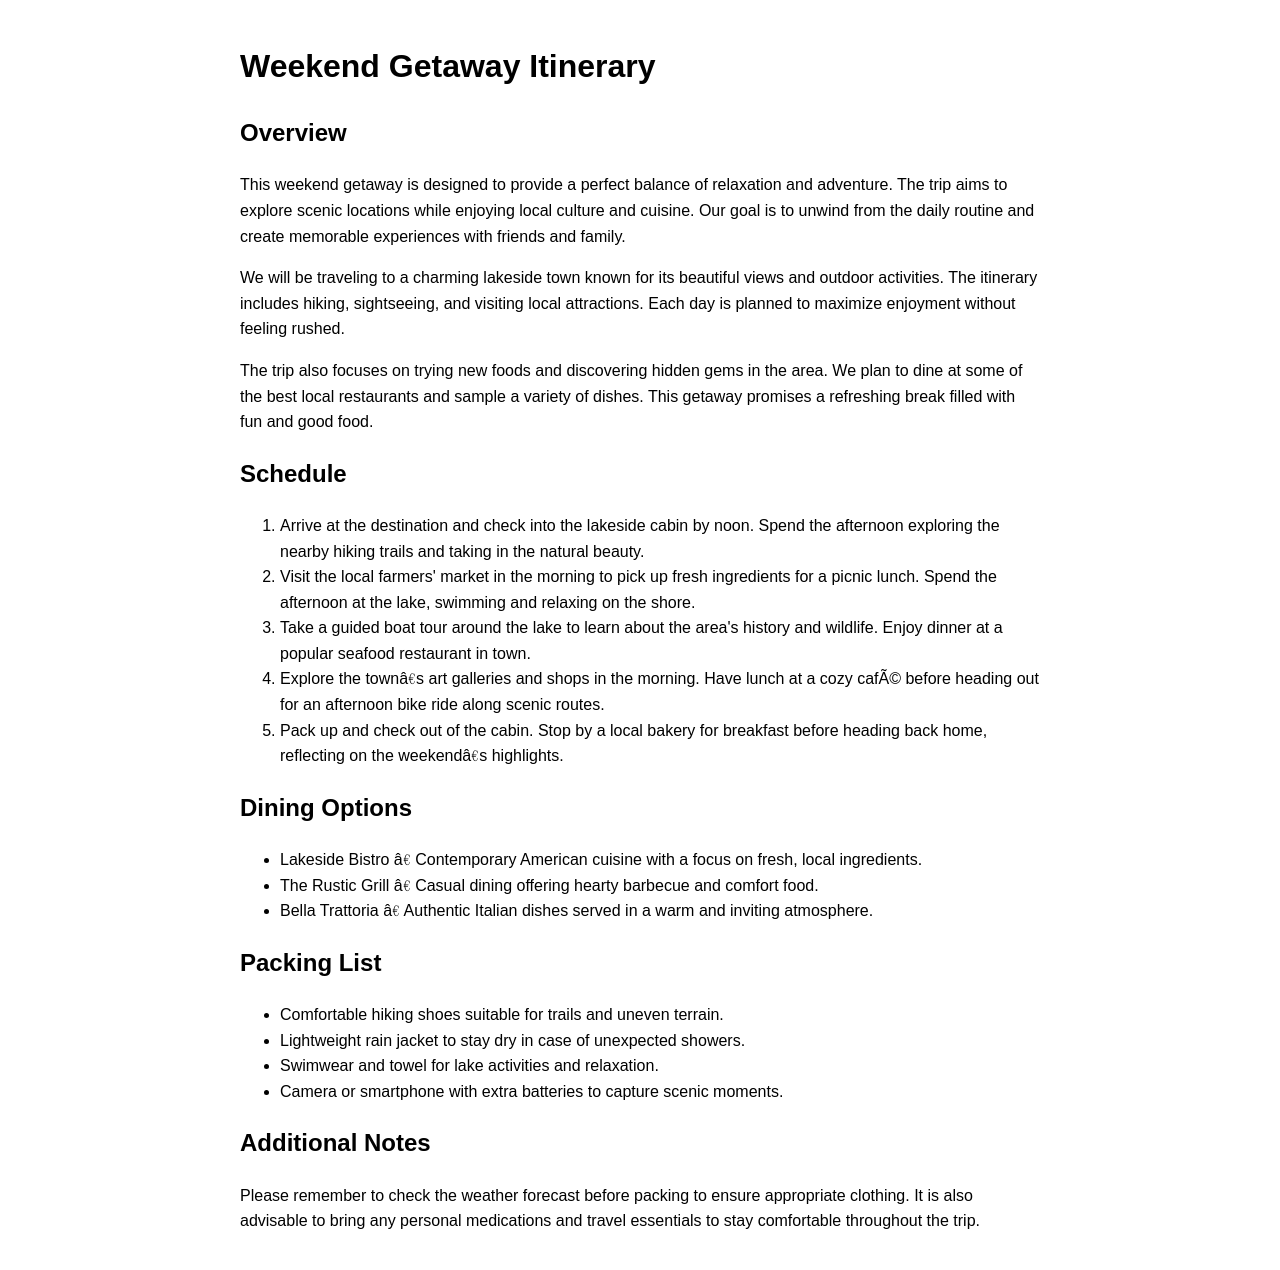 Weekend Getaway Itinerary
Overview
This weekend getaway is designed to provide a perfect balance of relaxation and adventure. The trip aims to
explore scenic locations while enjoying local culture and cuisine. Our goal is to unwind from the daily routine and
create memorable experiences with friends and family.
We will be traveling to a charming lakeside town known for its beautiful views and outdoor activities. The itinerary
includes hiking, sightseeing, and visiting local attractions. Each day is planned to maximize enjoyment without
feeling rushed.
The trip also focuses on trying new foods and discovering hidden gems in the area. We plan to dine at some of
the best local restaurants and sample a variety of dishes. This getaway promises a refreshing break filled with
fun and good food.
Schedule
1. Arrive at the destination and check into the lakeside cabin by noon. Spend the afternoon exploring the
nearby hiking trails and taking in the natural beauty.
2. Visit the local farmers' market in the morning to pick up fresh ingredients for a picnic lunch. Spend the
afternoon at the lake, swimming and relaxing on the shore.
3. Take a guided boat tour around the lake to learn about the area's history and wildlife. Enjoy dinner at a
popular seafood restaurant in town.
4. Explore the townâ€s art galleries and shops in the morning. Have lunch at a cozy cafÃ© before heading out
for an afternoon bike ride along scenic routes.
5. Pack up and check out of the cabin. Stop by a local bakery for breakfast before heading back home,
reflecting on the weekendâ€s highlights.
Dining Options
• Lakeside Bistro â€ Contemporary American cuisine with a focus on fresh, local ingredients.
• The Rustic Grill â€ Casual dining offering hearty barbecue and comfort food.
• Bella Trattoria â€ Authentic Italian dishes served in a warm and inviting atmosphere.
Packing List
• Comfortable hiking shoes suitable for trails and uneven terrain.
• Lightweight rain jacket to stay dry in case of unexpected showers.
• Swimwear and towel for lake activities and relaxation.
• Camera or smartphone with extra batteries to capture scenic moments.
Additional Notes
Please remember to check the weather forecast before packing to ensure appropriate clothing. It is also
advisable to bring any personal medications and travel essentials to stay comfortable throughout the trip.